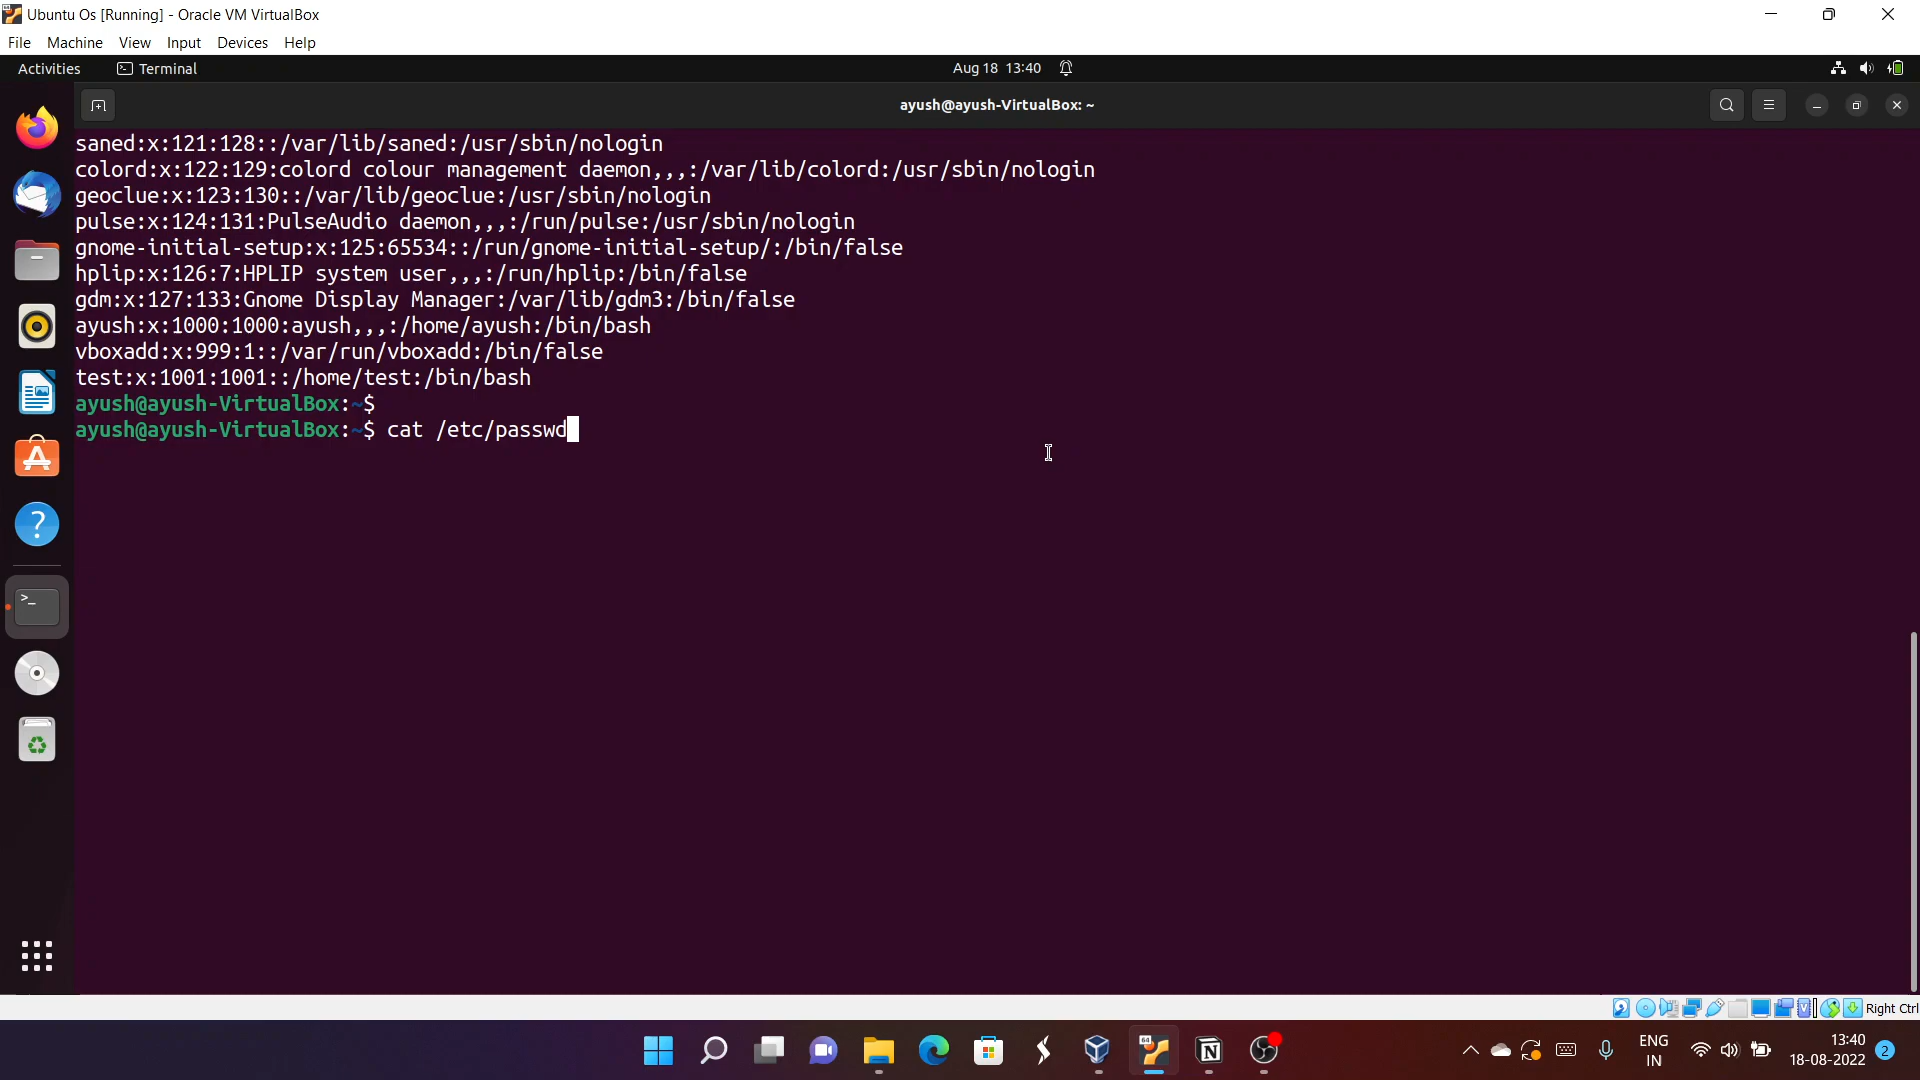 Ubuntu Os [Running] - Oracle VM VirtualBox
File Machine View Input Devices Help
Activities Terminal Aug 18 13:40
ayush@ayush-VirtualBox: ~
saned:x:121:128::/var/lib/saned:/usr/sbin/nologin
colord:x:122:129:colord colour management daemon,,,:/var/lib/colord:/usr/sbin/nologin
geoclue:x:123:130::/var/lib/geoclue:/usr/sbin/nologin
pulse:x:124:131:PulseAudio daemon,,,:/run/pulse:/usr/sbin/nologin
gnome-initial-setup:x:125:65534::/run/gnome-initial-setup/:/bin/false
hplip:x:126:7:HPLIP system user,,,:/run/hplip:/bin/false
gdm:x:127:133:Gnome Display Manager:/var/lib/gdm3:/bin/false
ayush:x:1000:1000:ayush,,,:/home/ayush:/bin/bash
vboxadd:x:999:1::/var/run/vboxadd:/bin/false
test:x:1001:1001::/home/test:/bin/bash
ayush@ayush-VirtualBox:~$
ayush@ayush-VirtualBox:~$ cat /etc/passwd
Right Ctrl
ENG 13:40
IN 18-08-2022 2